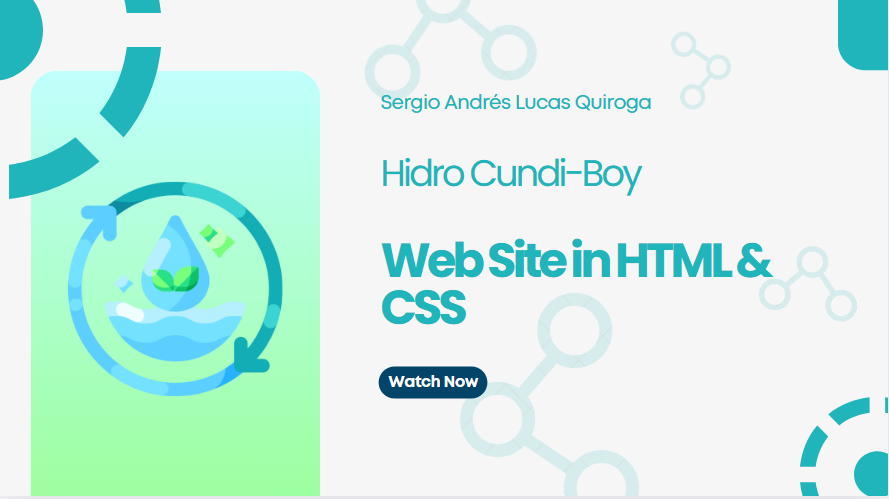 Sergio Andrés Lucas Quiroga
Hidro Cundi-Boy
Web Site in HTML &
CSS
Watch Now